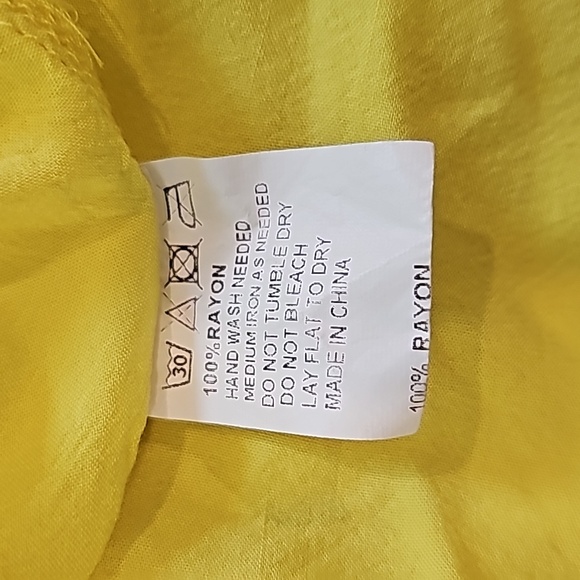 30
100%RAYON
HAND WASH NEEDED
MEDIUM IRON AS NEEDED
DO NOT TUMBLE DRY
DO NOT BLEACH
LAY FLAT TO DRY
MADE IN CHINA
100% RAYON